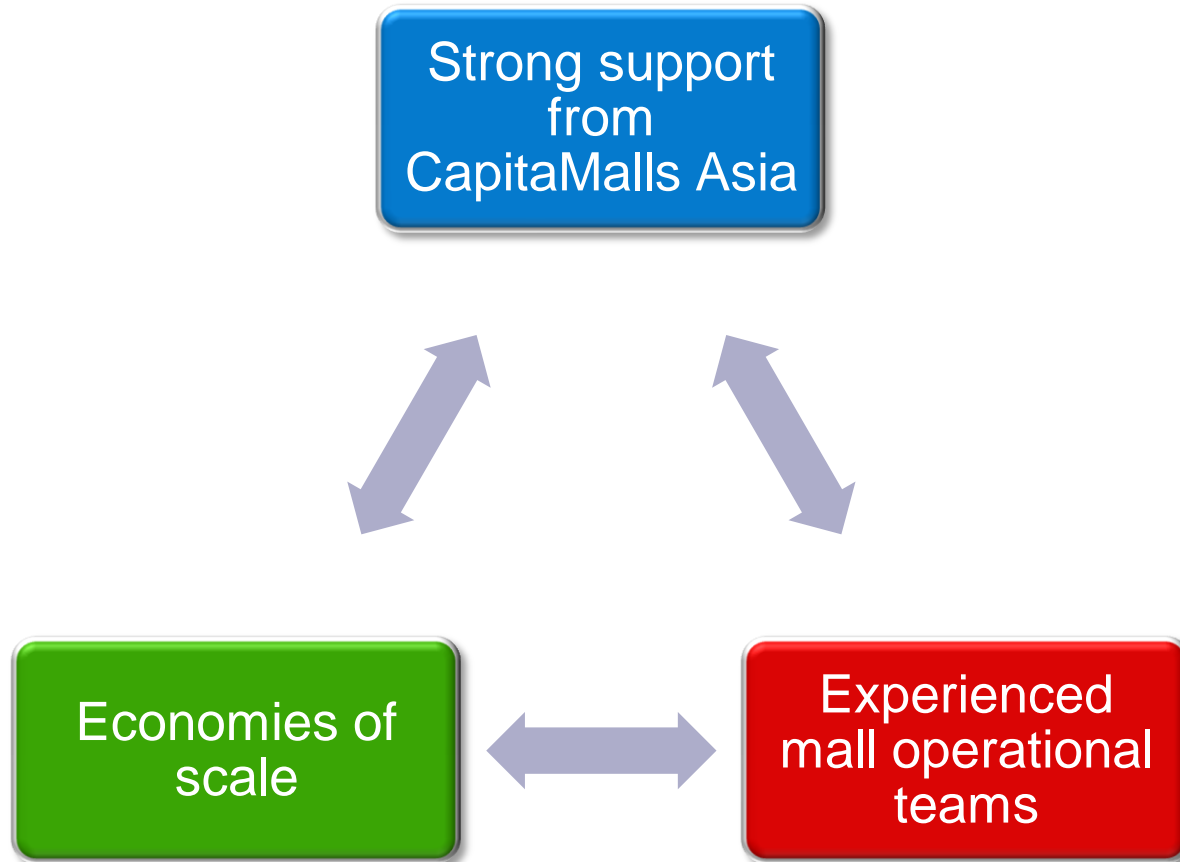 Strong support
from
CapitaMalls Asia
Economies of
scale
Experienced
mall operational
teams